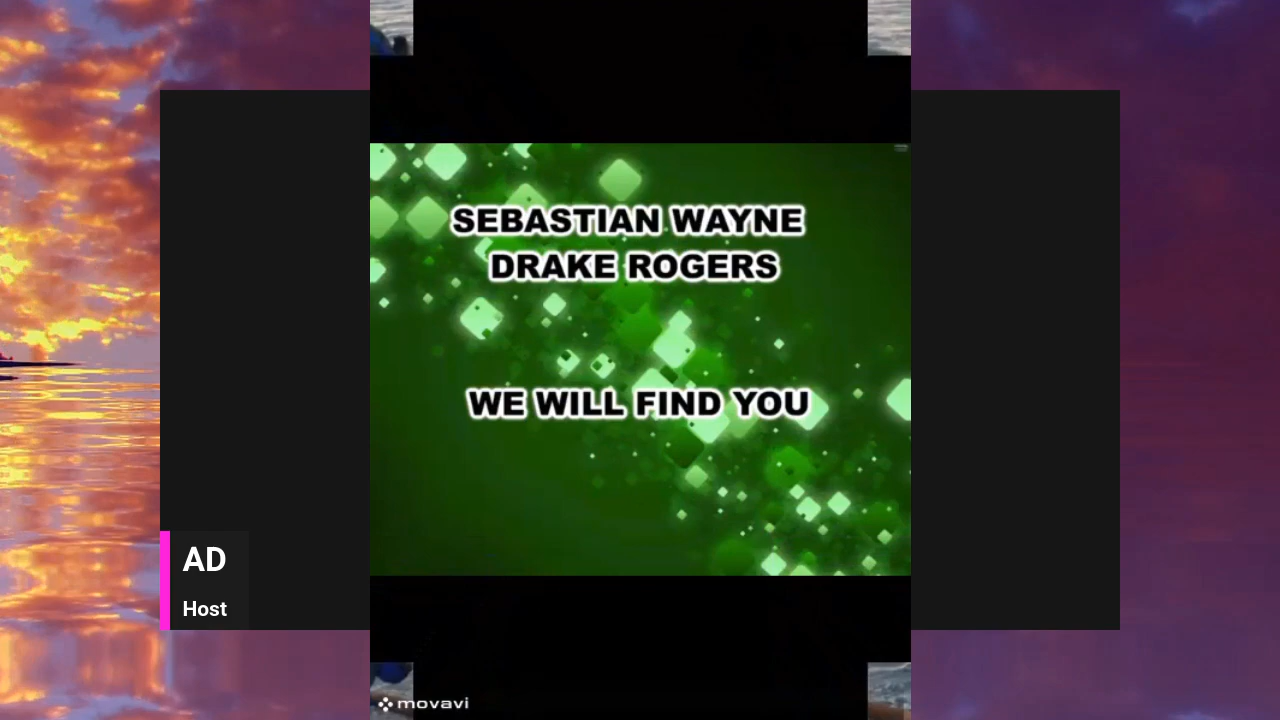 SEBASTIAN WAYNE
DRAKE ROGERS
WE WILL FIND YOU
AD
Host
movavi